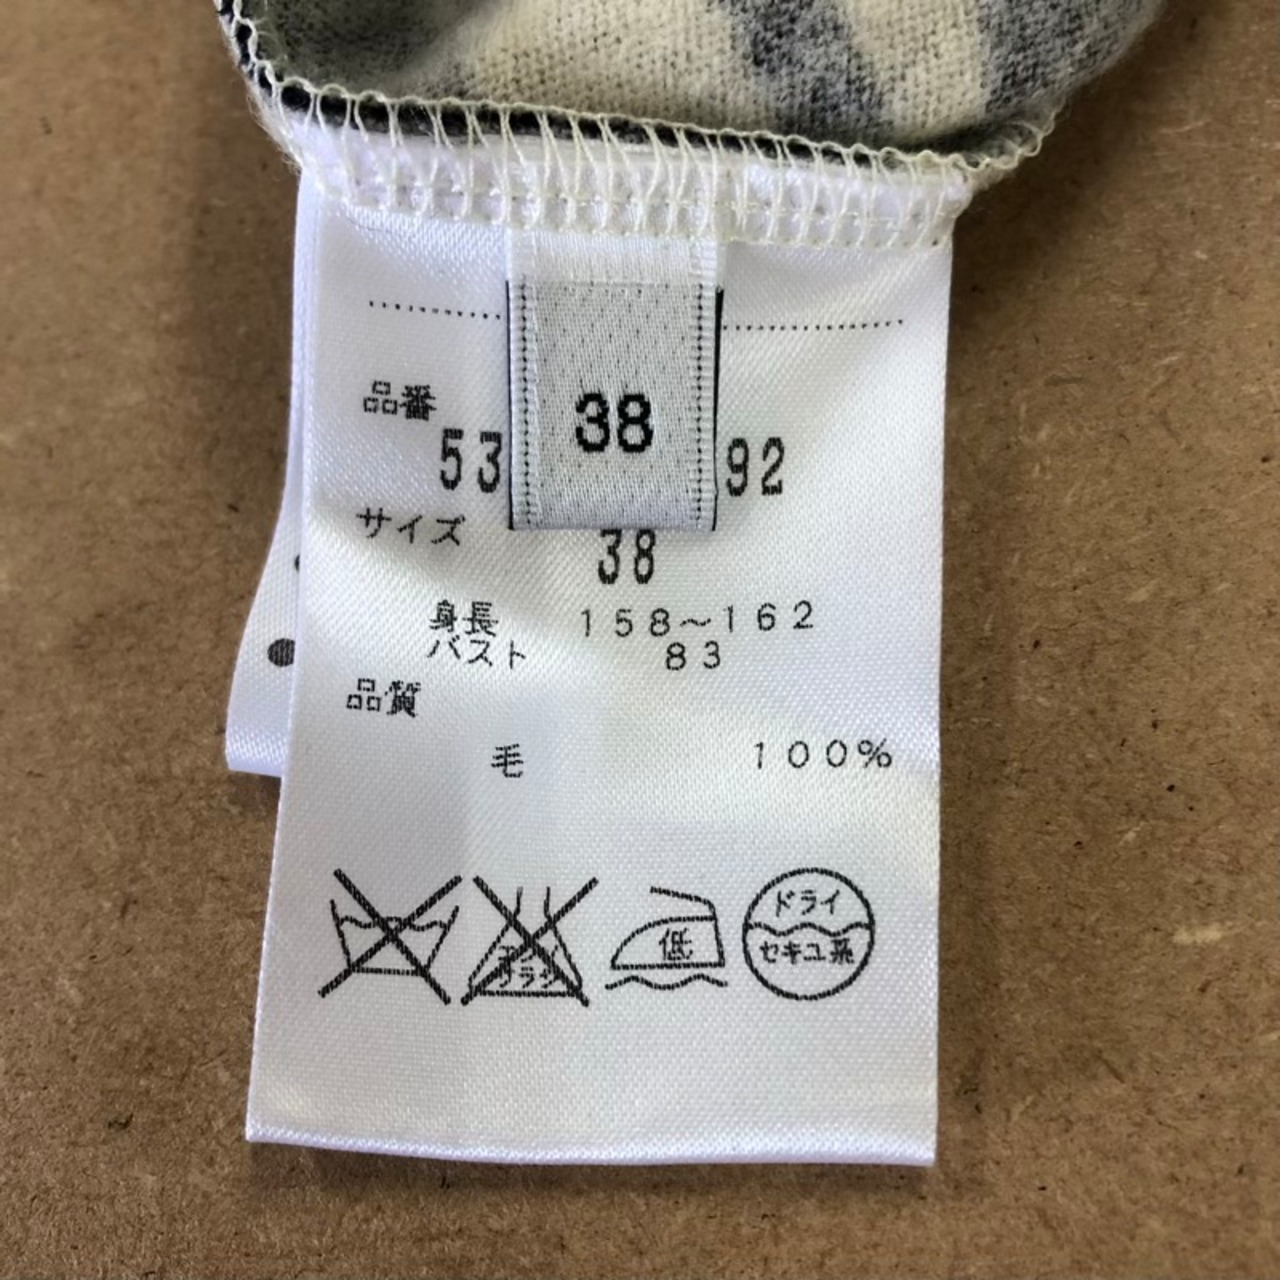 38
品番
53 92
サイズ
38
身長 158〜162
バスト 83
品質
毛 100%
低
ドライ
セキユ系